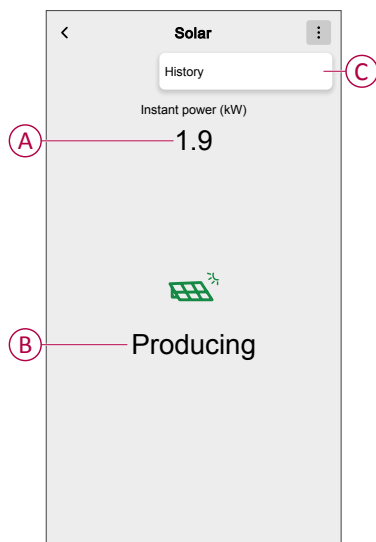 Solar
History
C
Instant power (kW)
A
1.9
B
Producing